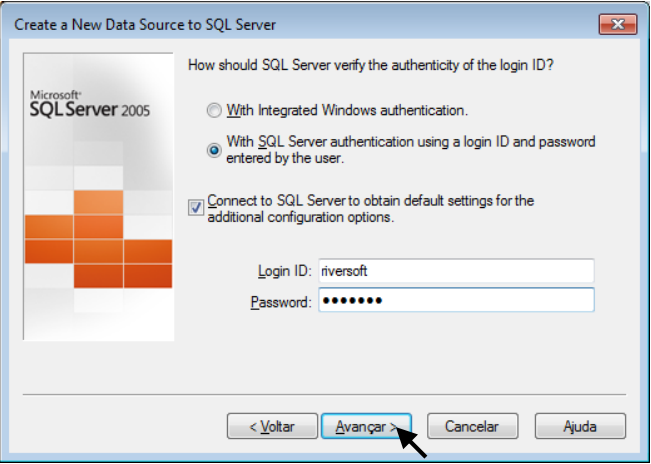 Create a New Data Source to SQL Server
Microsoft®
SQL Server 2005
How should SQL Server verify the authenticity of the login ID?
With Integrated Windows authentication.
With SQL Server authentication using a login ID and password
entered by the user.
Connect to SQL Server to obtain default settings for the
additional configuration options.
Login ID: riversoft
Password: •••••••
< Voltar Avançar > Cancelar Ajuda